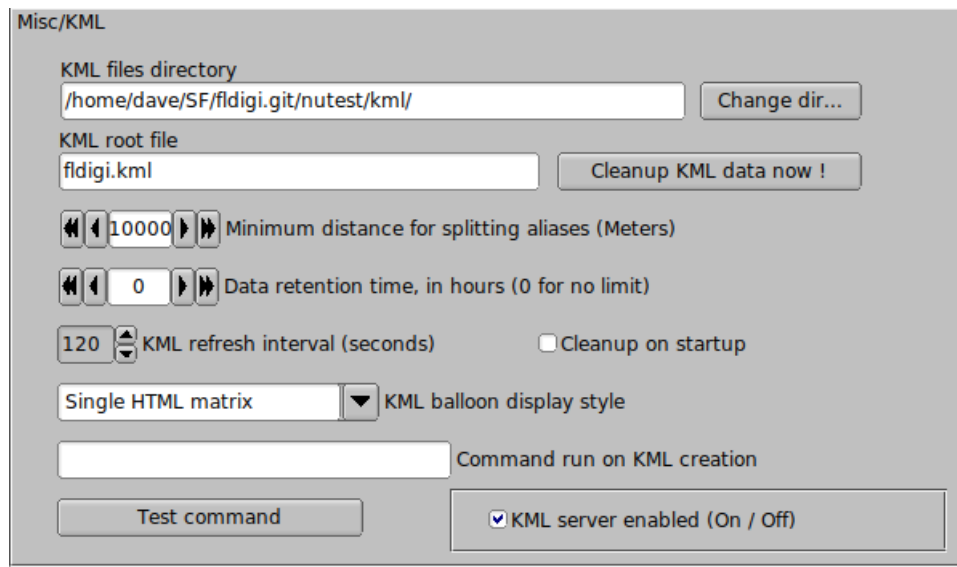 Misc/KML
KML files directory
/home/dave/SF/fldigi.git/nutest/kml/ Change dir...
KML root file
fldigi.kml Cleanup KML data now !
10000 Minimum distance for splitting aliases (Meters)
0 Data retention time, in hours (0 for no limit)
120 KML refresh interval (seconds) Cleanup on startup
Single HTML matrix KML balloon display style
Command run on KML creation
Test command KML server enabled (On / Off)